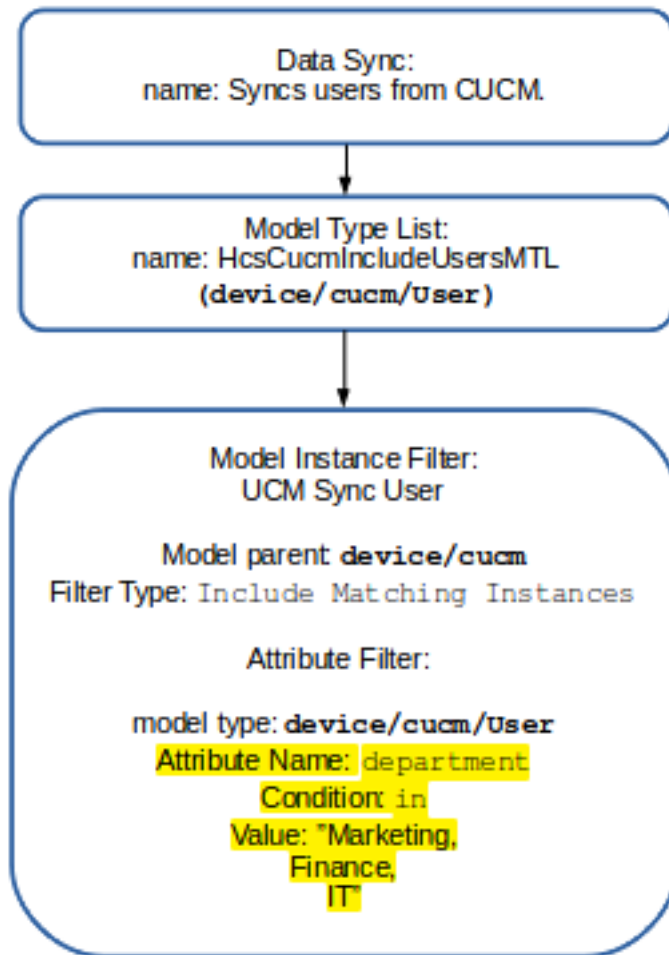 Data Sync:
name: Syncs users from CUCM.
Model Type List:
name: HcsCucmIncludeUsersMTL
(device/cucm/User)
Model Instance Filter:
UCM Sync User
Model parent: device/cucm
Filter Type: Include Matching Instances
Attribute Filter:
model type: device/cucm/User
Attribute Name: department
Condition: in
Value: "Marketing,
Finance,
IT"